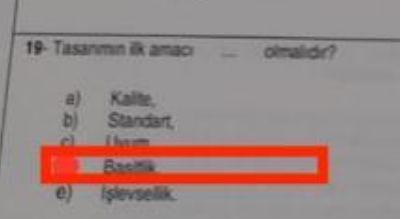 19- Tasarımın ilk amacı ... olmalıdır?
a) Kalite,
b) Standart,
c) Uyum
Basitlik
e) İşlevsellik.